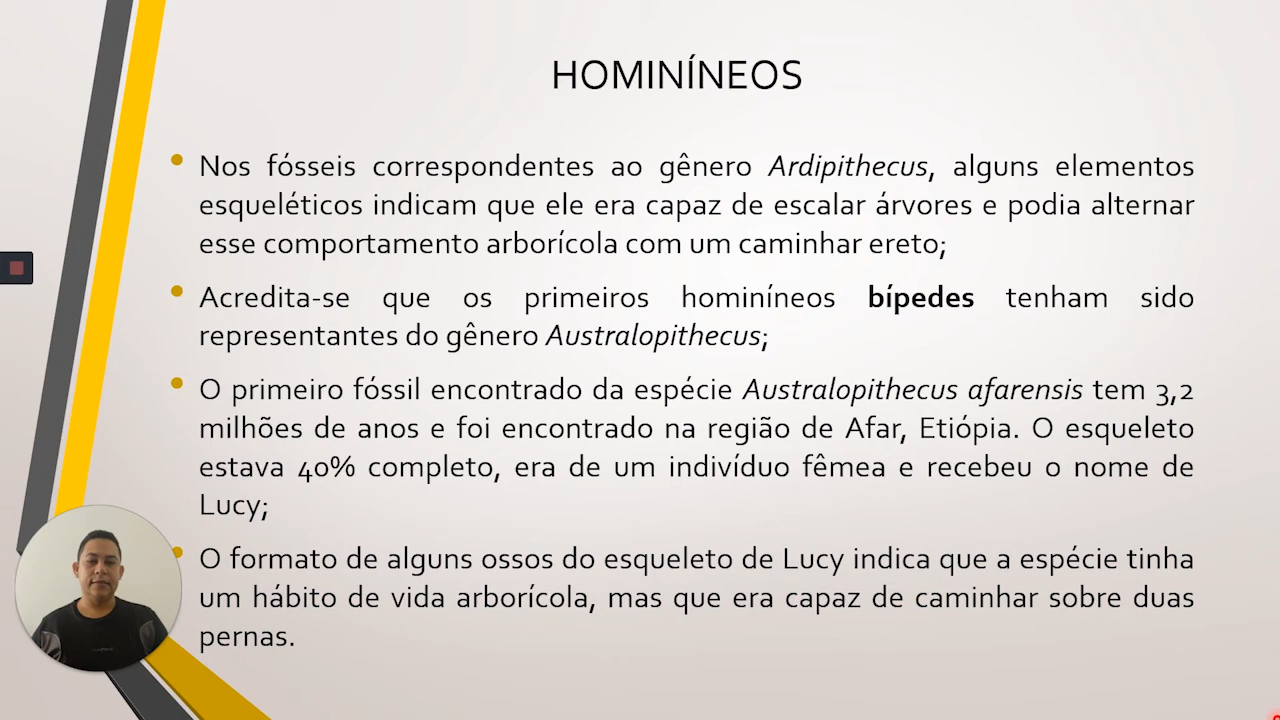 HOMINÍNEOS
Nos fósseis correspondentes ao gênero Ardipithecus, alguns elementos
esqueléticos indicam que ele era capaz de escalar árvores e podia alternar
esse comportamento arborícola com um caminhar ereto;
Acredita-se que os primeiros hominíneos bípedes tenham sido
representantes do gênero Australopithecus;
O primeiro fóssil encontrado da espécie Australopithecus afarensis tem 3,2
milhões de anos e foi encontrado na região de Afar, Etiópia. O esqueleto
estava 40% completo, era de um indivíduo fêmea e recebeu o nome de
Lucy;
O formato de alguns ossos do esqueleto de Lucy indica que a espécie tinha
um hábito de vida arborícola, mas que era capaz de caminhar sobre duas
pernas.